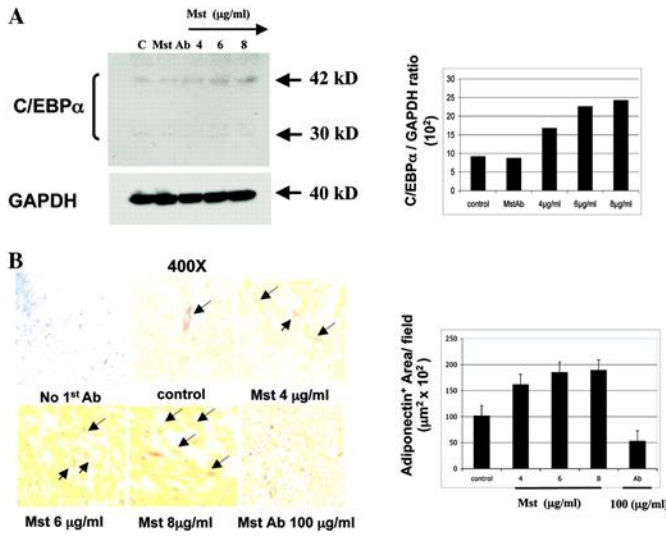 A
Mst (μg/ml)
C Mst Ab 4 6 8
C/EBPα
42 kD
30 kD
GAPDH
40 kD
C/EBPα / GAPDH ratio
(10²)
30
25
20
15
10
5
0
control MstAb 4μg/ml 6μg/ml 8μg/ml
B
400X
No 1st Ab control Mst 4 μg/ml
Mst 6 μg/ml Mst 8μg/ml Mst Ab 100 μg/ml
Adiponectin⁺ Area/ field
(μm² x 10²)
250
200
150
100
50
0
control 4 6 8 Ab
Mst (μg/ml) 100 (μg/ml)